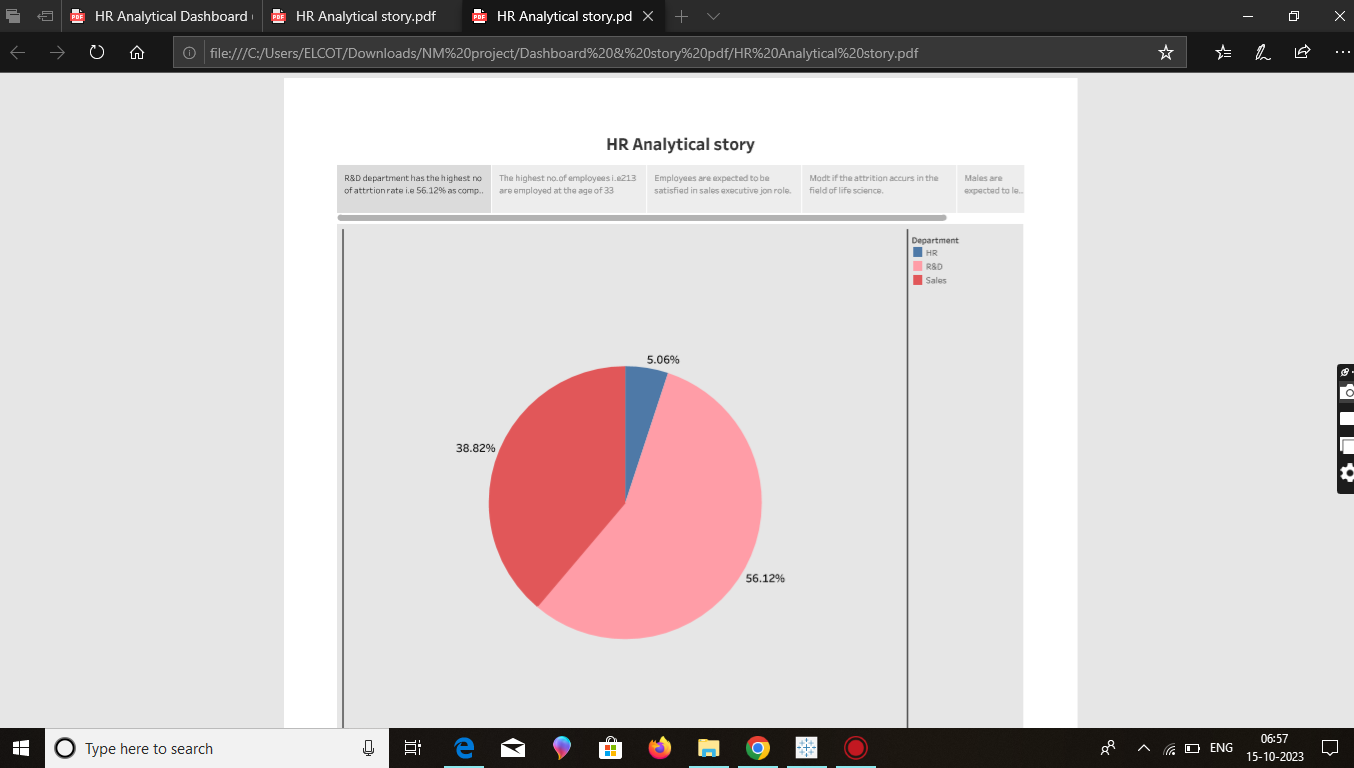 HR Analytical Dashboard
HR Analytical story.pdf
HR Analytical story.pd
file:///C:/Users/ELCOT/Downloads/NM%20project/Dashboard%20&%20story%20pdf/HR%20Analytical%20story.pdf
HR Analytical story
R&D department has the highest no
of attrtion rate i.e 56.12% as comp..
The highest no.of employees i.e213
are employed at the age of 33
Employees are expected to be
satisfied in sales executive jon role.
Modt if the attrition accurs in the
field of life science.
Males are
expected to le..
Department
HR
R&D
Sales
5.06%
38.82%
56.12%
Type here to search
ENG
06:57
15-10-2023